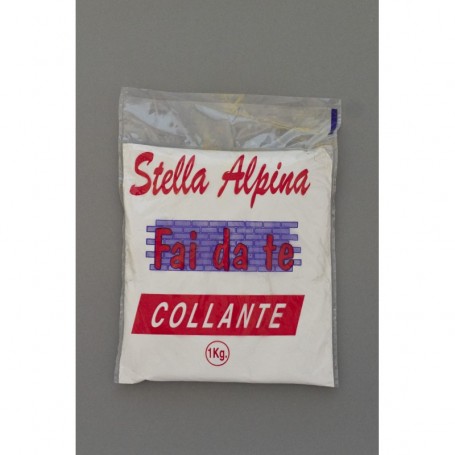 Stella Alpina
Fai da te
COLLANTE
1Kg.